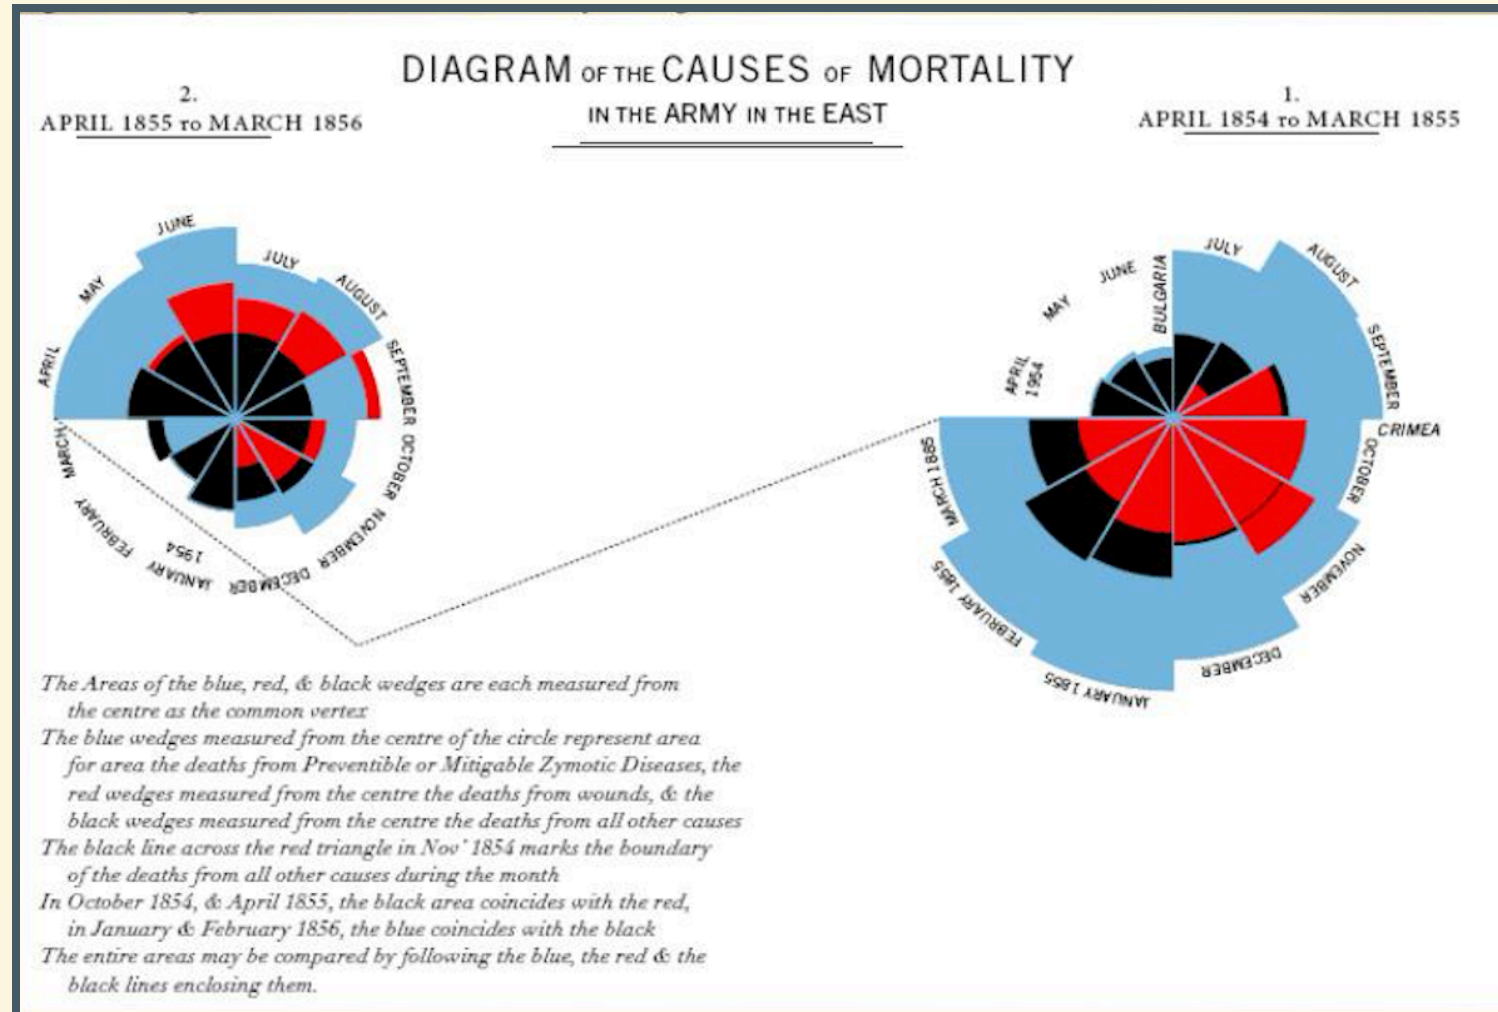 DIAGRAM OF THE CAUSES OF MORTALITY
IN THE ARMY IN THE EAST
2.
APRIL 1855 TO MARCH 1856
1.
APRIL 1854 TO MARCH 1855
APRIL
MAY
JUNE
JULY
AUGUST
SEPTEMBER
OCTOBER
NOVEMBER
DECEMBER
JANUARY
1954
FEBRUARY
MARCH
APRIL
1954
MAY
JUNE
BULGARIA
JULY
AUGUST
SEPTEMBER
CRIMEA
OCTOBER
NOVEMBER
DECEMBER
JANUARY 1855
FEBRUARY 1855
MARCH 1885
The Areas of the blue, red, & black wedges are each measured from
the centre as the common vertex
The blue wedges measured from the centre of the circle represent area
for area the deaths from Preventible or Mitigable Zymotic Diseases, the
red wedges measured from the centre the deaths from wounds, & the
black wedges measured from the centre the deaths from all other causes
The black line across the red triangle in Nov' 1854 marks the boundary
of the deaths from all other causes during the month
In October 1854, & April 1855, the black area coincides with the red,
in January & February 1856, the blue coincides with the black
The entire areas may be compared by following the blue, the red & the
black lines enclosing them.